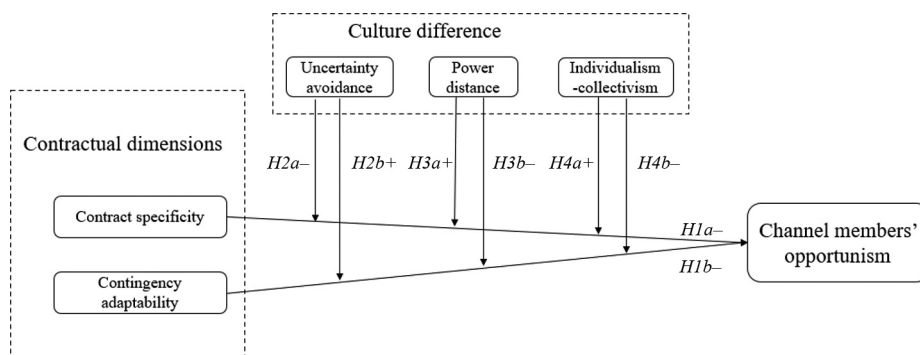 Culture difference
Uncertainty
avoidance
Power
distance
Individualism
-collectivism
Contractual dimensions
H2a–
H2b+
H3a+
H3b–
H4a+
H4b–
Contract specificity
H1a–
Channel members’
opportunism
H1b–
Contingency
adaptability